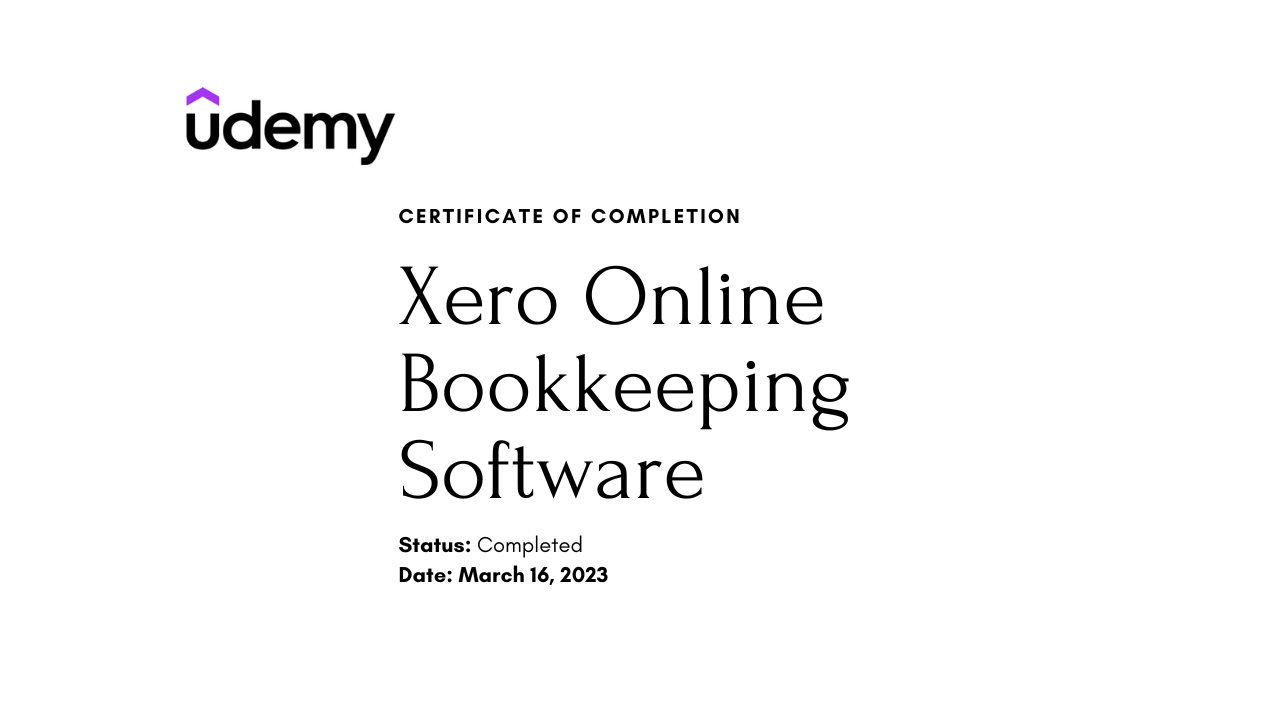 udemy
CERTIFICATE OF COMPLETION
Xero Online
Bookkeeping
Software
Status: Completed
Date: March 16, 2023